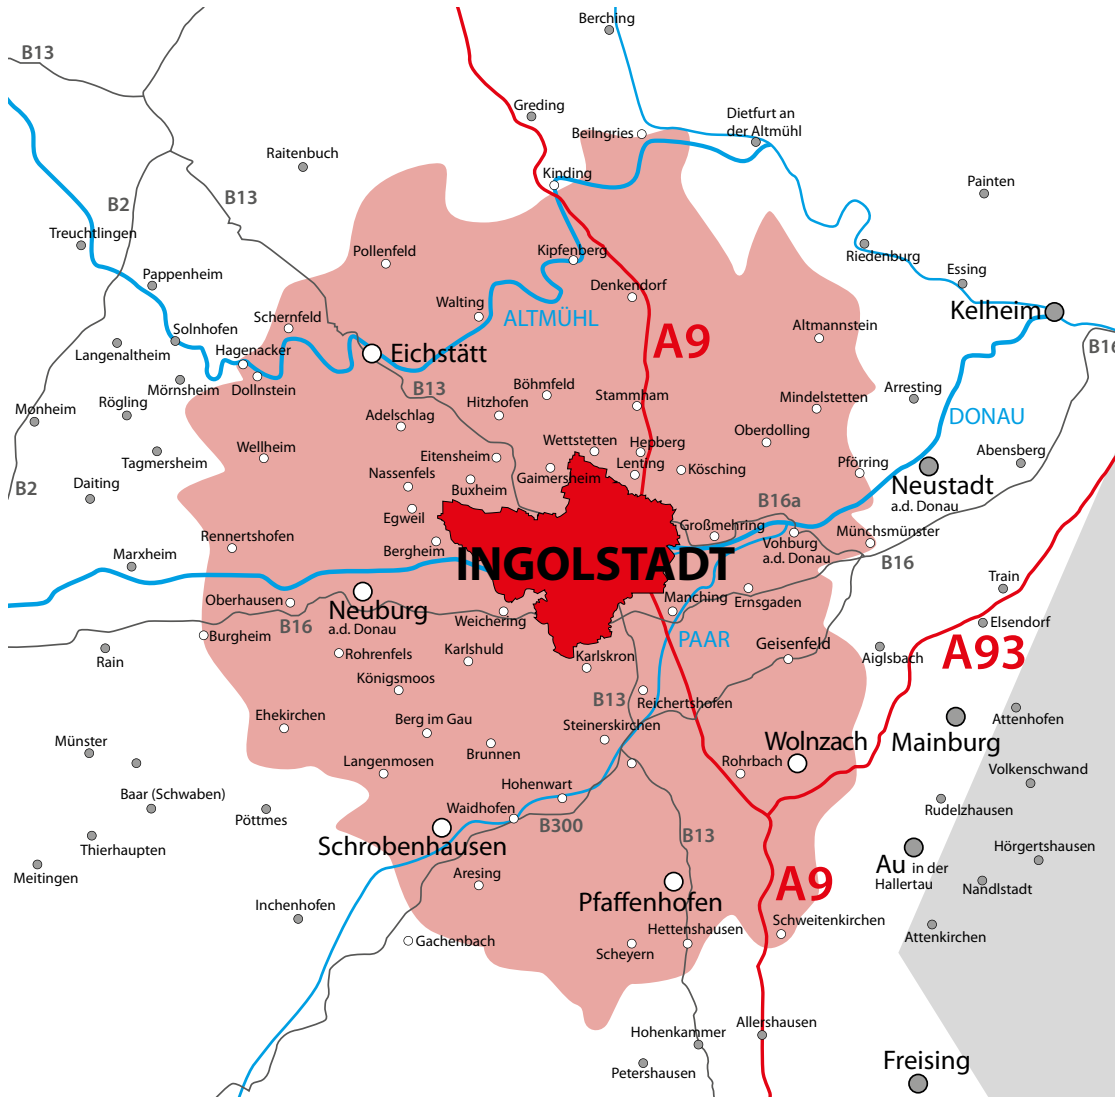 Berching
B13
Greding
Dietfurt an
der Altmühl
Beilngries
Raitenbuch
Kinding
Painten
B2
B13
Treuchtlingen
Pollenfeld
Kipfenberg
Riedenburg
Pappenheim
Essing
Denkendorf
Walting
Kelheim
Schernfeld
ALTMÜHL
Altmannstein
Solnhofen
A9
B16
Langenaltheim
Hagenacker
Eichstätt
Mörnsheim
Dollnstein
B13
Böhmfeld
Stammham
Arresting
Monheim
Rögling
Hitzhofen
Mindelstetten
Adelschlag
DONAU
Wettstetten
Hepberg
Oberdolling
Wellheim
Abensberg
Tagmersheim
Eitensheim
Lenting
Kösching
Pförring
Nassenfels
Gaimersheim
B2
Daiting
Buxheim
Neustadt
a.d. Donau
B16a
Egweil
Großmehring
Rennertshofen
Münchsmünster
Marxheim
Bergheim
Vohburg
a.d. Donau
INGOLSTADT
B16
Train
Oberhausen
Neuburg
a.d. Donau
Manching
Ernsgaden
B16
Weichering
Elsendorf
Burgheim
PAAR
Geisenfeld
Rain
Rohrenfels
Karlshuld
Karlskron
Aiglsbach
A93
Königsmoos
B13
Reichertshofen
Ehekirchen
Berg im Gau
Steinerskirchen
Attenhofen
Münster
Brunnen
Wolnzach
Mainburg
Langenmosen
Rohrbach
Volkenschwand
Hohenwart
Baar (Schwaben)
Pöttmes
Waidhofen
Rudelzhausen
B300
B13
Thierhaupten
Schrobenhausen
Hörgertshausen
Meitingen
Au in der
Hallertau
Aresing
A9
Nandlstadt
Inchenhofen
Pfaffenhofen
Schweitenkirchen
Gachenbach
Hettenshausen
Attenkirchen
Scheyern
Hohenkammer
Allershausen
Freising
Petershausen